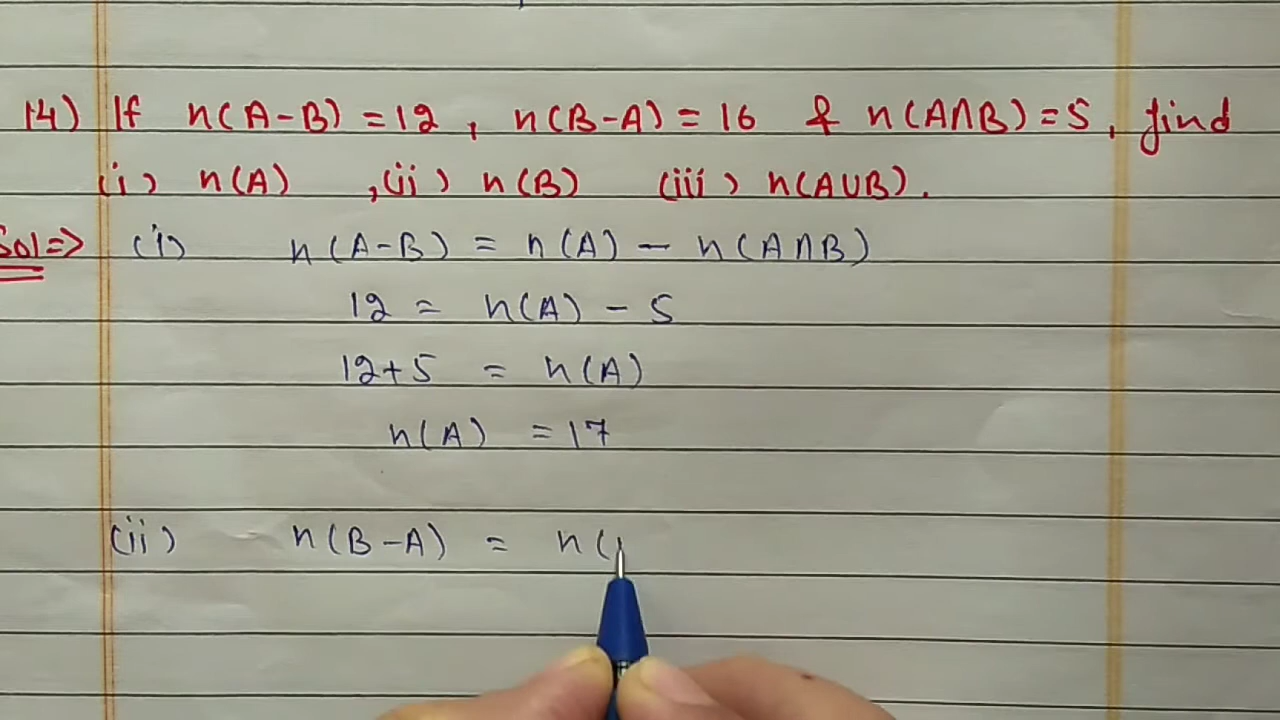 14) If n(A-B) = 12, n(B-A) = 16 & n(A∩B) = 5, find
(i) n(A) , (ii) n(B) (iii) n(A∪B).
Sol => (i) n(A-B) = n(A) - n(A∩B)
12 = n(A) - 5
12+5 = n(A)
n(A) = 17
(ii) n(B-A) = n(